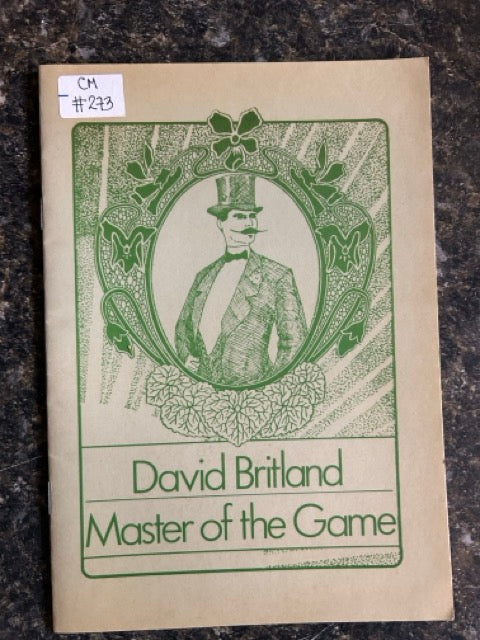 CM
#273
David Britland
Master of the Game